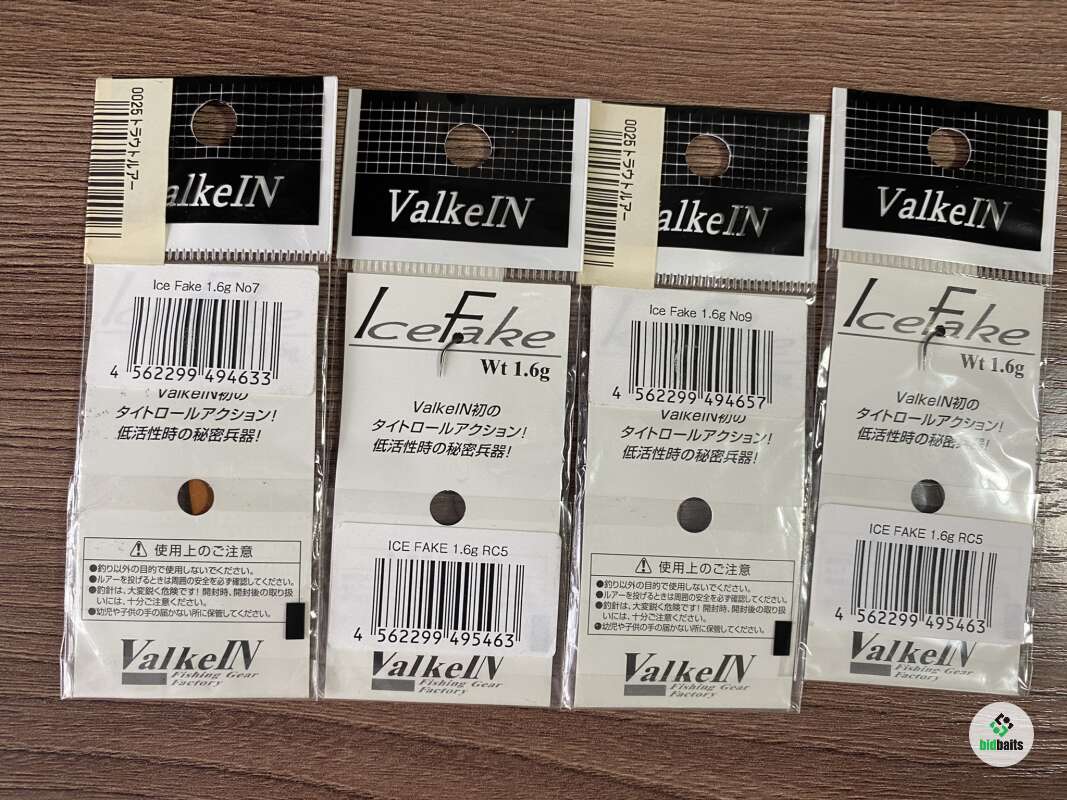 0025トラウトルアー
alkeIN
Ice Fake 1.6g No7
4 562299 494633
ValkeIN初の
タイトロールアクション!
低活性時の秘密兵器!
使用上のご注意
●釣り以外の目的で使用しないでください。
●ルアーを投げるときは周囲の安全を必ず確認してください。
●釣針は、大変鋭く危険です!開封時、開封後の取り扱
いには、十分ご注意ください。
●幼児や子供の手の届かない所に保管してください。
ValkeIN
Fishing Gear
Factory
ValkeIN
IceFake
Wt 1.6g
ValkeIN初の
タイトロールアクション!
低活性時の秘密兵器!
ICE FAKE 1.6g RC5
4 562299 495463
ValkeIN
Fishing Gear
Factory
0025トラウトルアー
alkeIN
Ice Fake 1.6g No9
4 562299 494657
ValkeIN初の
タイトロールアクション!
低活性時の秘密兵器!
使用上のご注意
●釣り以外の目的で使用しないでください。
●ルアーを投げるときは周囲の安全を必ず確認してください。
●釣針は、大変鋭く危険です!開封時、開封後の取り扱
いには、十分ご注意ください。
●幼児や子供の手の届かない所に保管してください。
ValkeIN
Fishing Gear
Factory
ValkeIN
IceFake
Wt 1.6g
ValkeIN初の
タイトロールアクション!
低活性時の秘密兵器!
ICE FAKE 1.6g RC5
4 562299 495463
ValkeIN
Fishing Gear
Factory
bidbaits